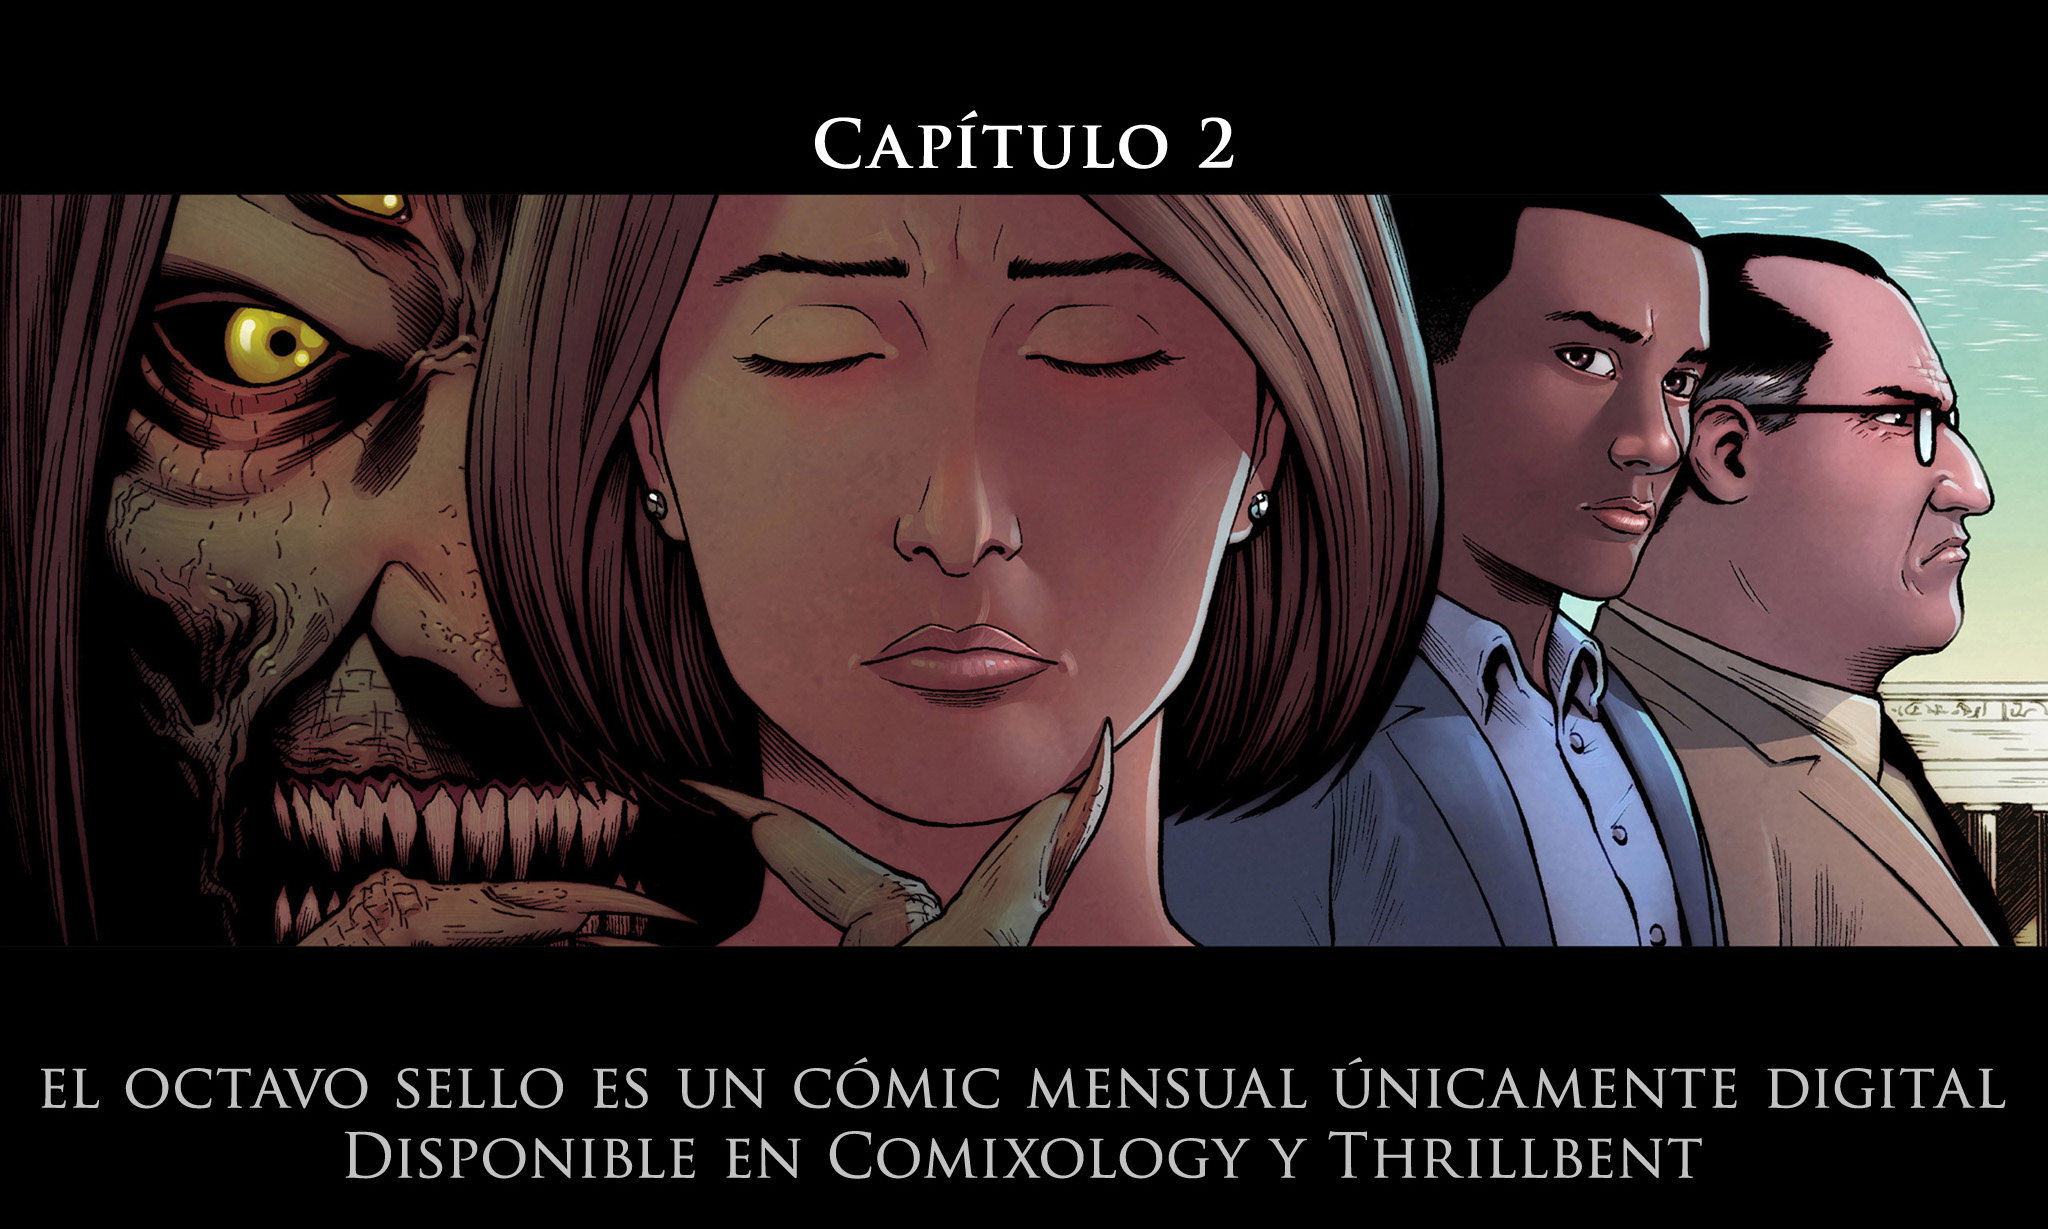 Capítulo 2
EL OCTAVO SELLO ES UN CÓMIC MENSUAL ÚNICAMENTE DIGITAL
Disponible en Comixology y Thrillbent